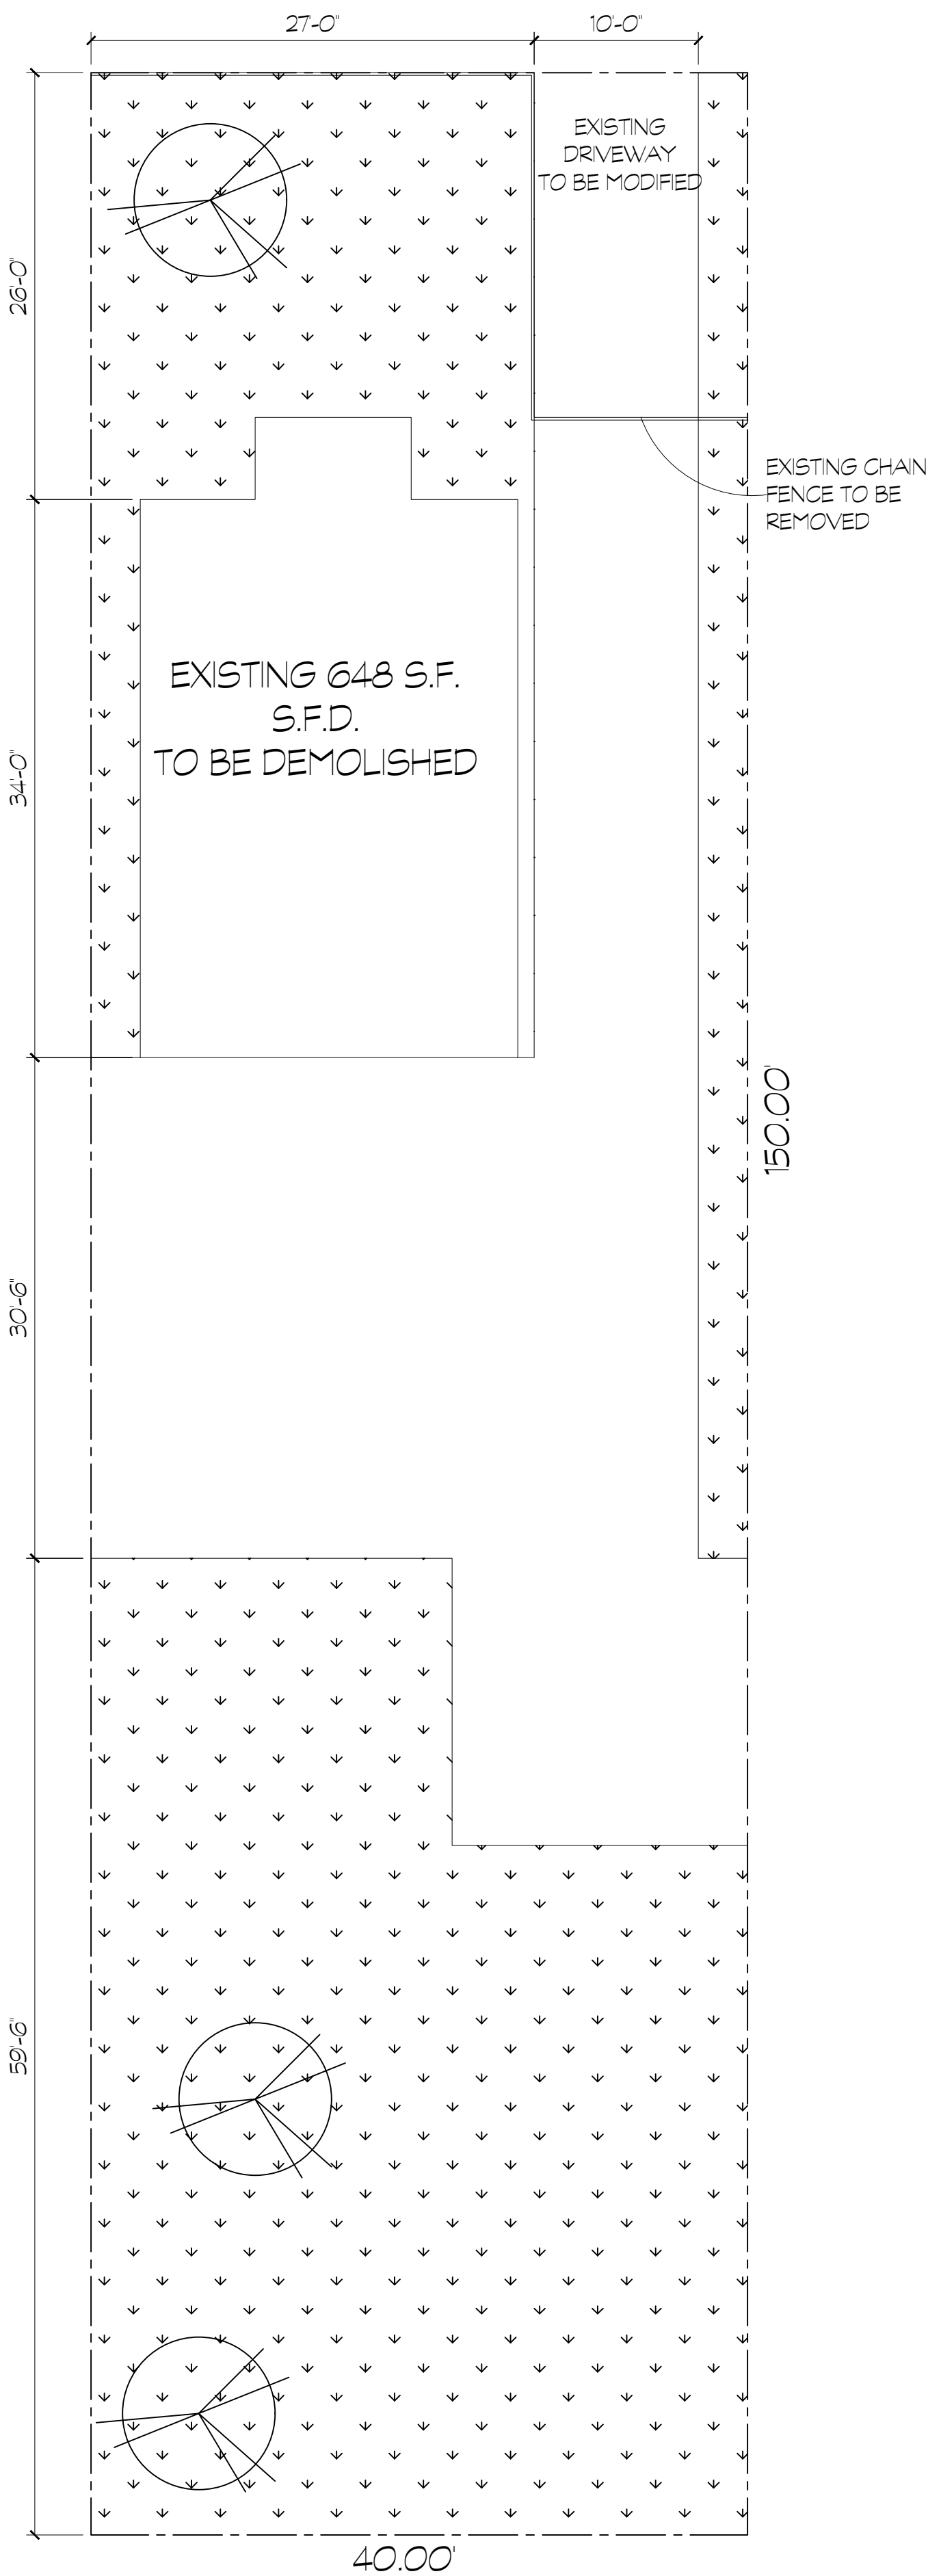 27'-0"
10'-0"
EXISTING
DRIVEWAY
TO BE MODIFIED
26'-0"
EXISTING CHAIN
FENCE TO BE
REMOVED
EXISTING 648 S.F.
S.F.D.
TO BE DEMOLISHED
34'-0"
150.00'
30'-6"
59'-6"
40.00'